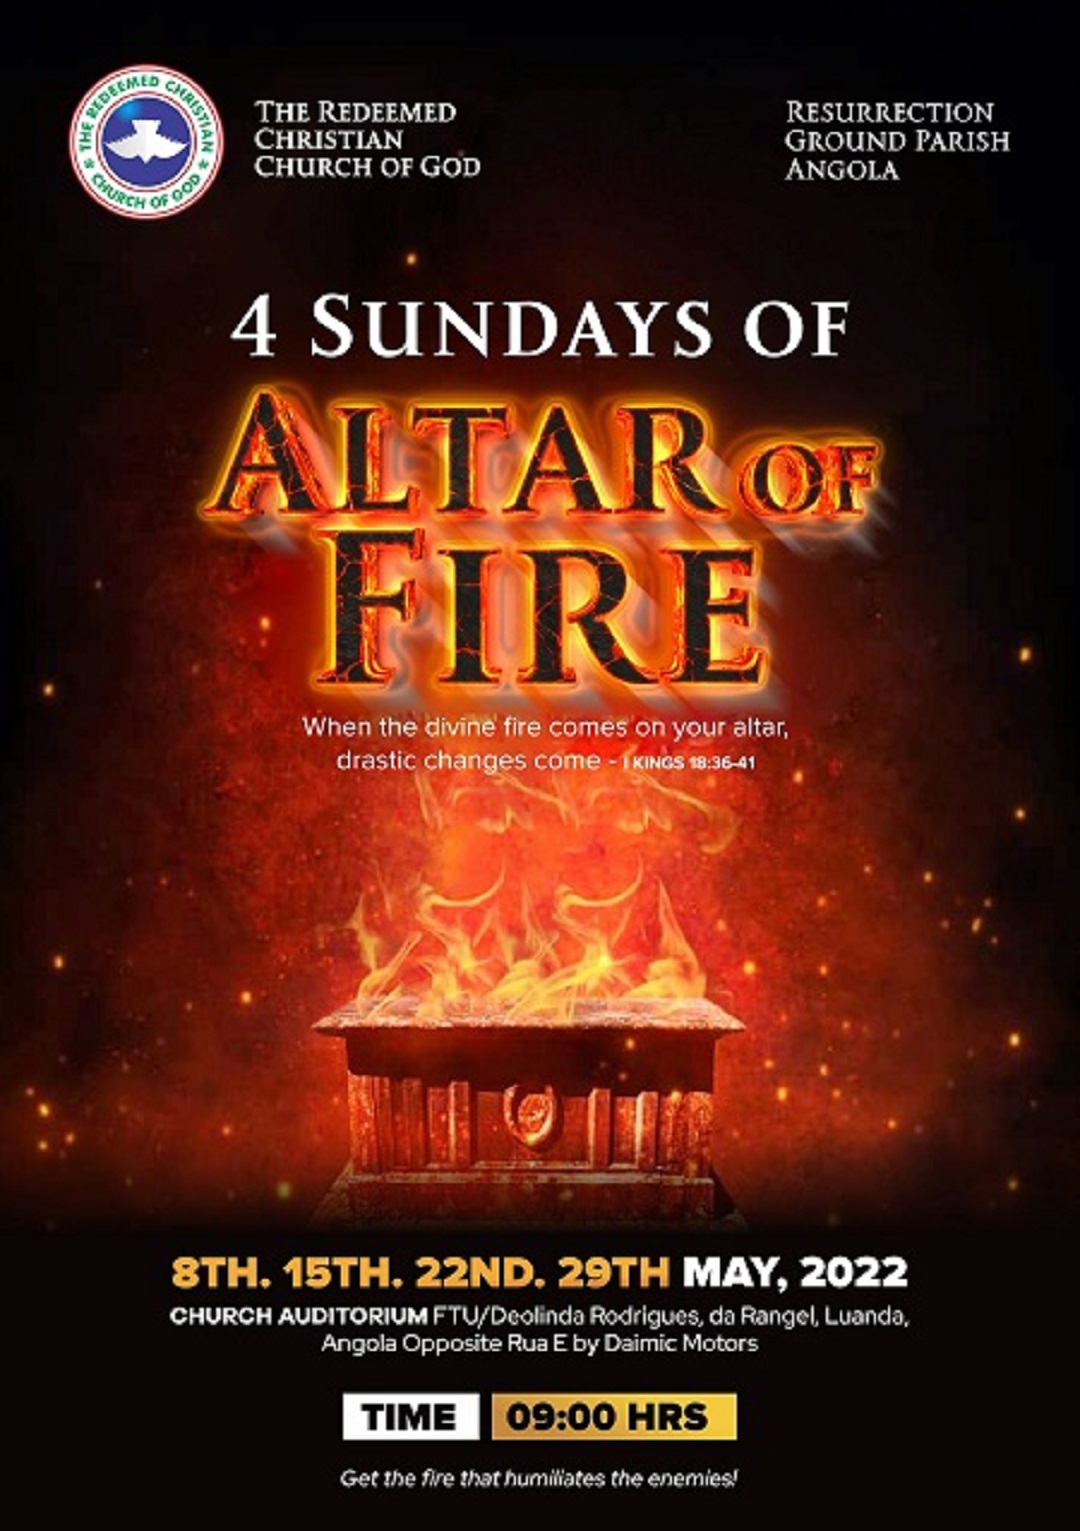 THE REDEEMED CHRISTIAN
CHURCH OF GOD
THE REDEEMED
CHRISTIAN
CHURCH OF GOD
RESURRECTION
GROUND PARISH
ANGOLA
4 SUNDAYS OF
ALTAR OF
FIRE
When the divine fire comes on your altar,
drastic changes come - I KINGS 18:36-41
8TH. 15TH. 22ND. 29TH MAY, 2022
CHURCH AUDITORIUM FTU/Deolinda Rodrigues, da Rangel, Luanda,
Angola Opposite Rua E by Daimic Motors
TIME 09:00 HRS
Get the fire that humiliates the enemies!